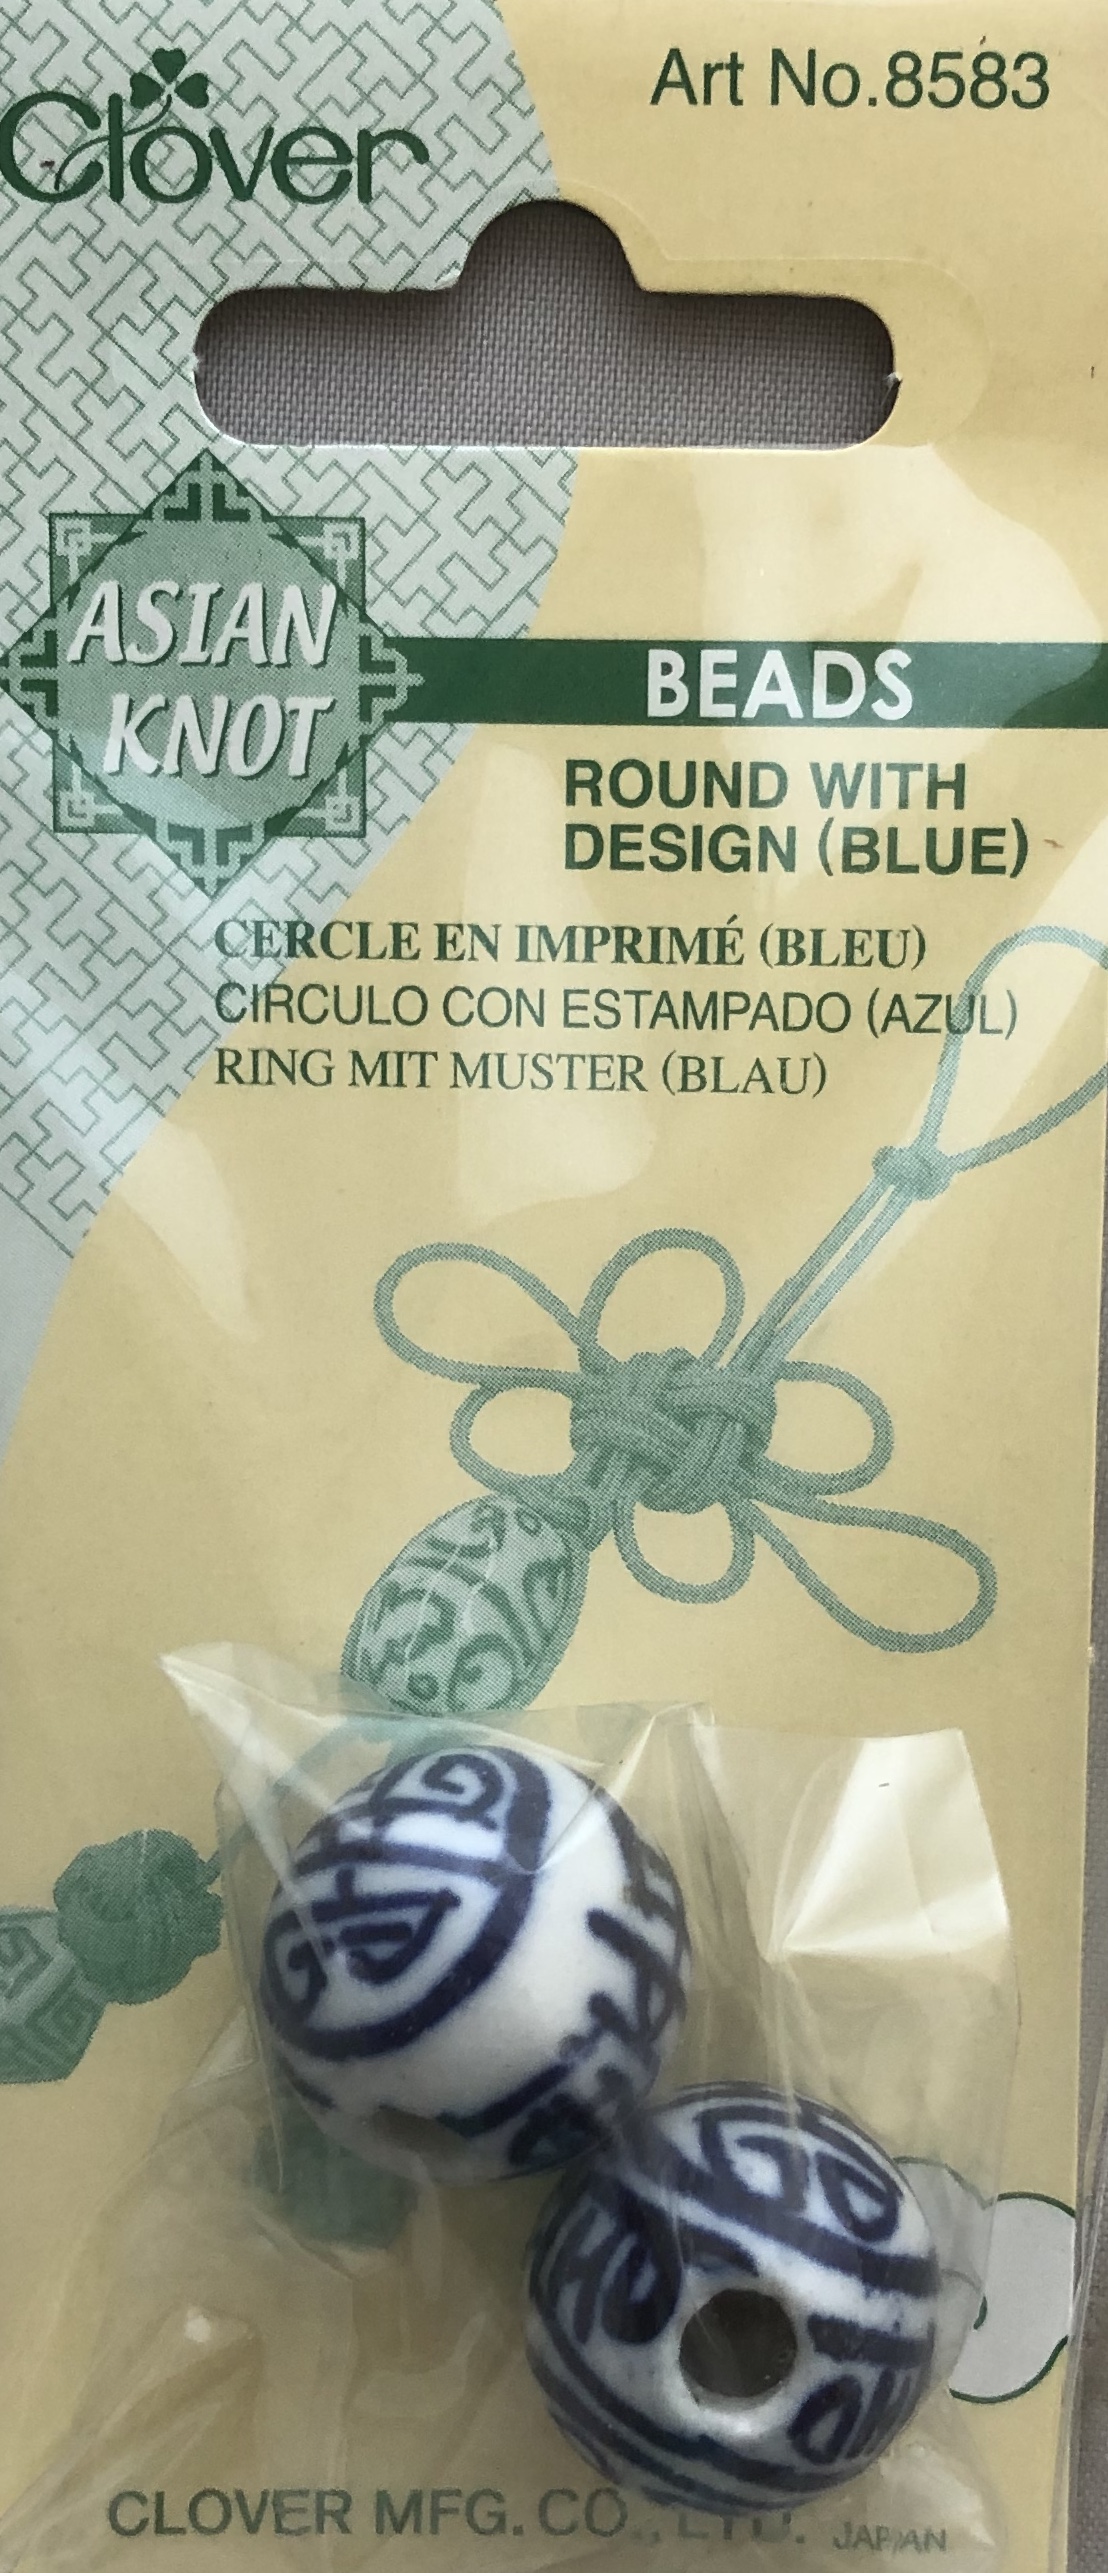 Clover
Art No.8583
ASIAN
KNOT
BEADS
ROUND WITH
DESIGN (BLUE)
CERCLE EN IMPRIMÉ (BLEU)
CIRCULO CON ESTAMPADO (AZUL)
RING MIT MUSTER (BLAU)
CLOVER MFG. CO., LTD. JAPAN